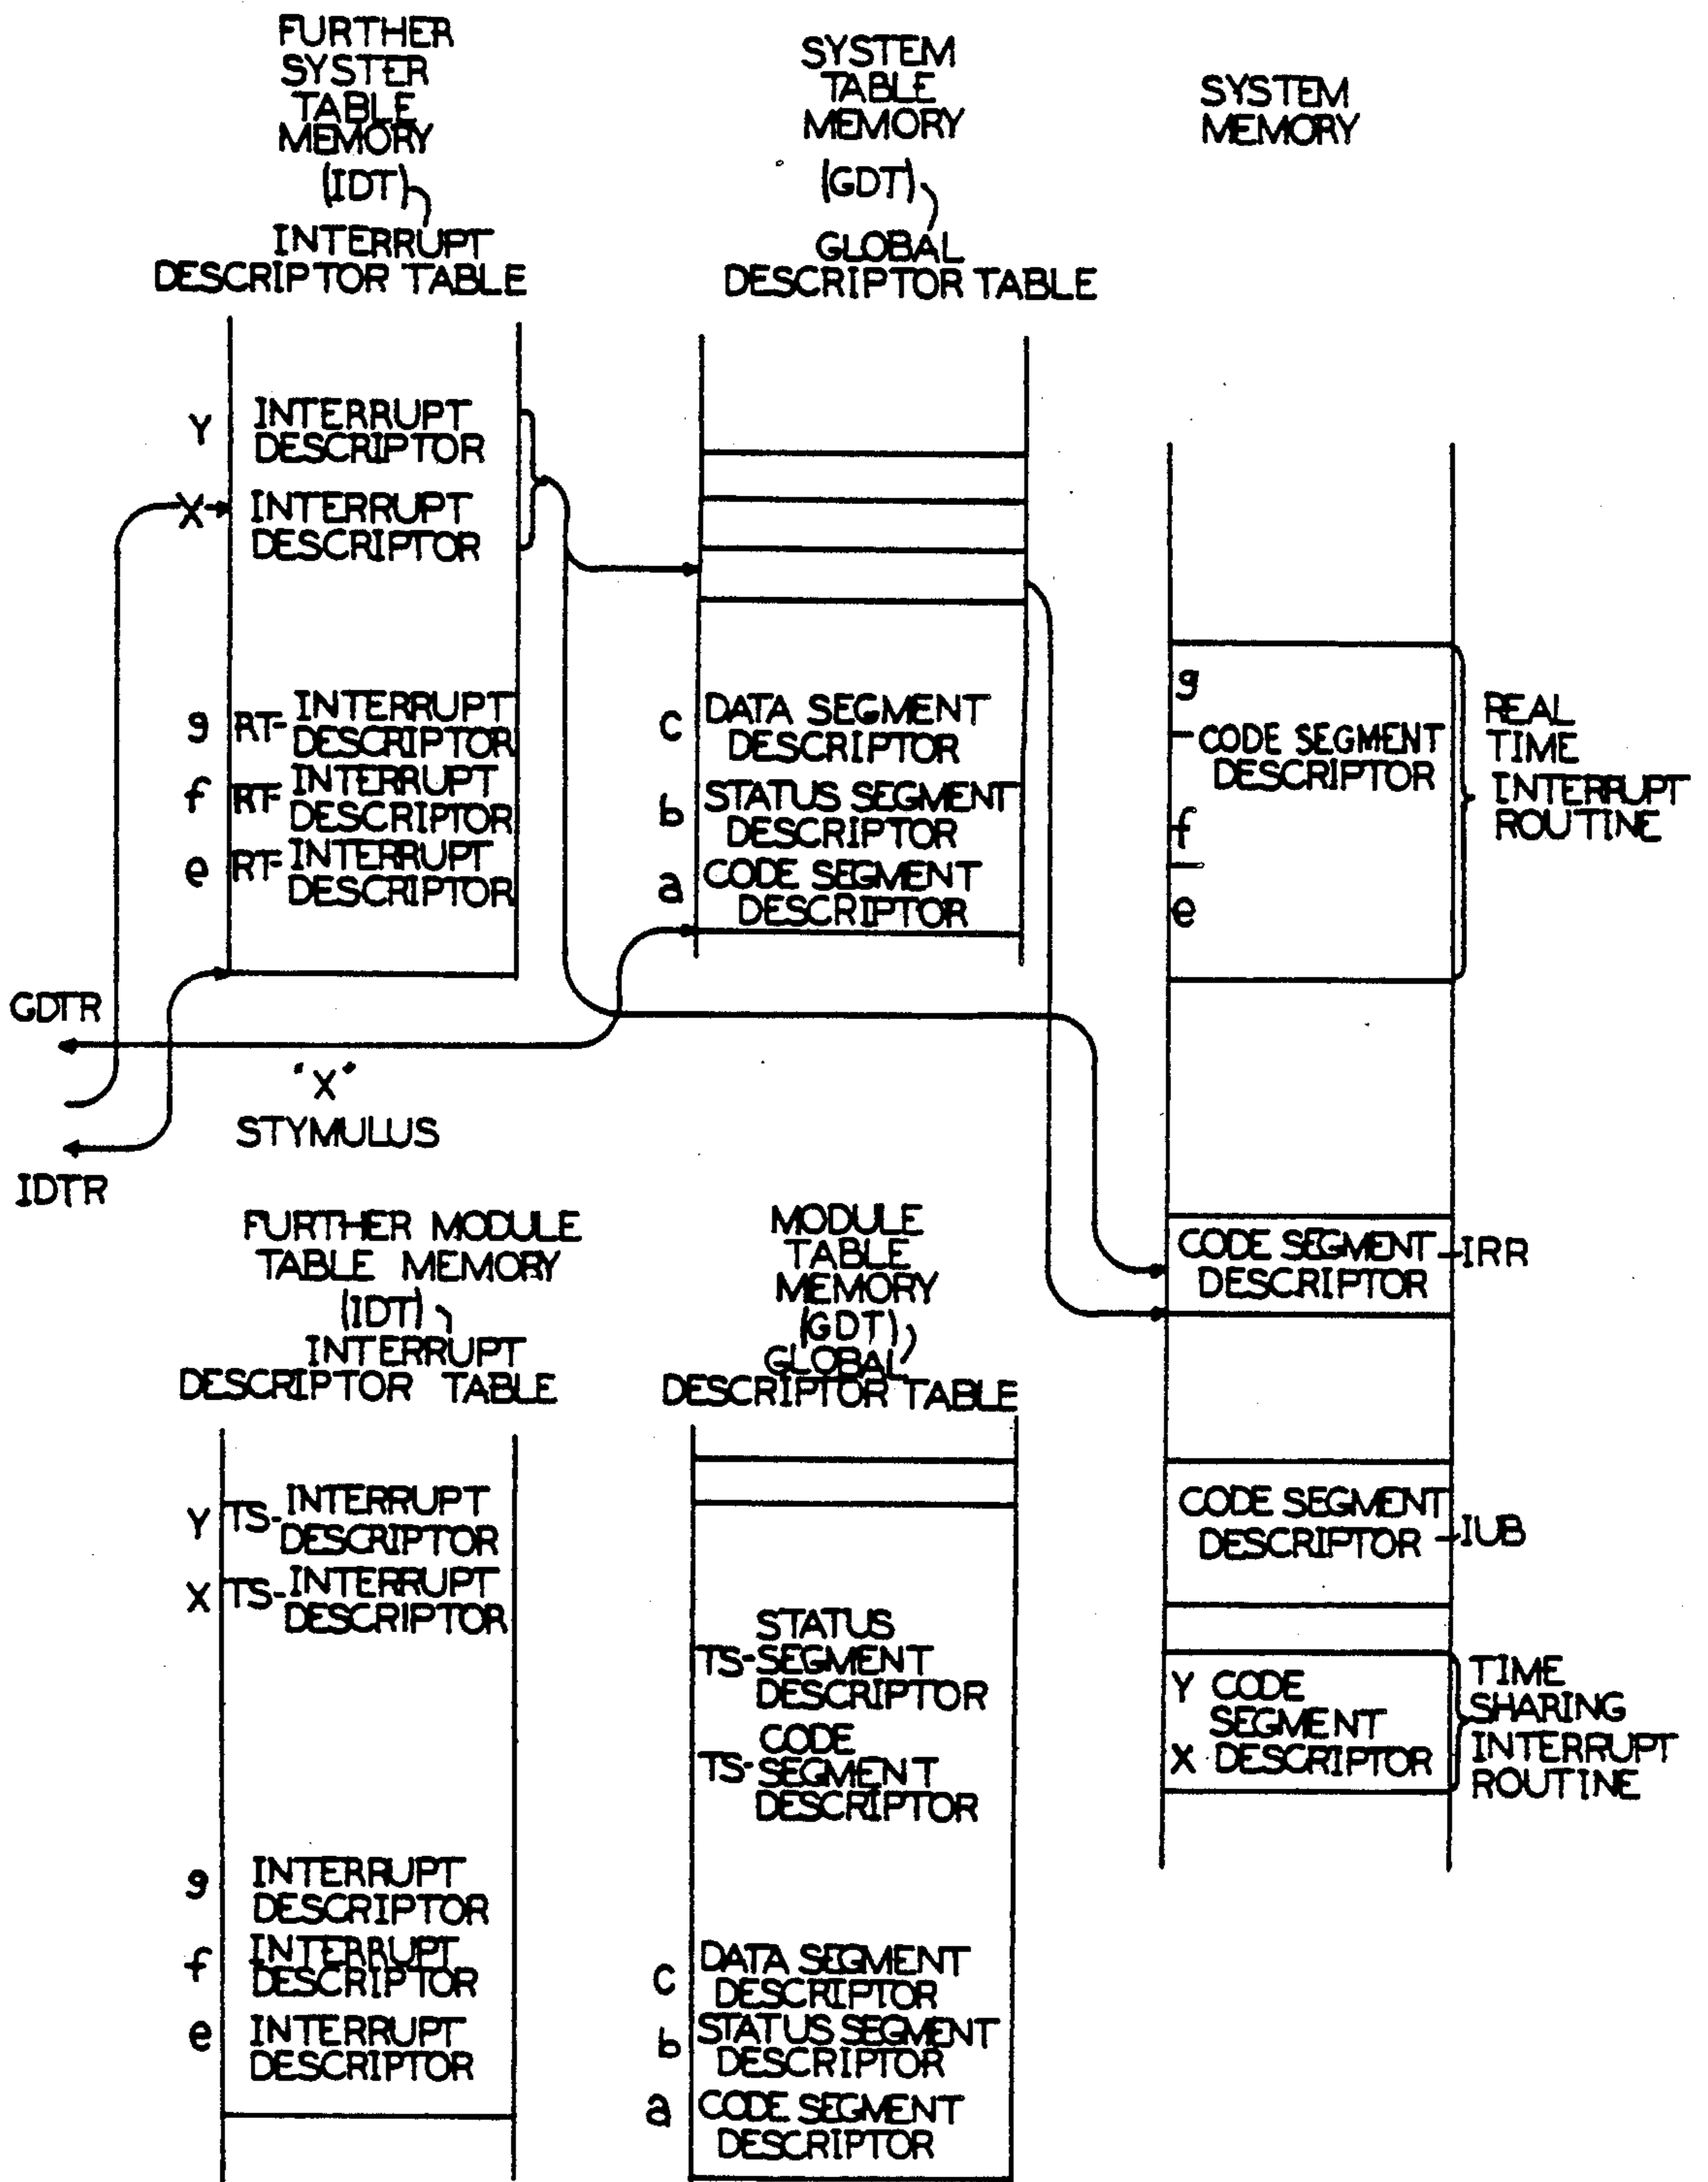 FURTHER
SYSTER
TABLE
MEMORY
(IDT)
INTERRUPT
DESCRIPTOR TABLE
SYSTEM
TABLE
MEMORY
(GDT)
GLOBAL
DESCRIPTOR TABLE
SYSTEM
MEMORY
Y INTERRUPT
DESCRIPTOR
X INTERRUPT
DESCRIPTOR
g RT-INTERRUPT
DESCRIPTOR
f RT-INTERRUPT
DESCRIPTOR
e RT-INTERRUPT
DESCRIPTOR
c DATA SEGMENT
DESCRIPTOR
b STATUS SEGMENT
DESCRIPTOR
a CODE SEGMENT
DESCRIPTOR
g
CODE SEGMENT
DESCRIPTOR
f
e
REAL
TIME
INTERRUPT
ROUTINE
GDTR
"X"
STYMULUS
IDTR
FURTHER MODULE
TABLE MEMORY
(IDT)
INTERRUPT
DESCRIPTOR TABLE
MODULE
TABLE
MEMORY
(GDT)
GLOBAL
DESCRIPTOR TABLE
CODE SEGMENT
DESCRIPTOR
IRR
CODE SEGMENT
DESCRIPTOR
IUB
Y TS-INTERRUPT
DESCRIPTOR
X TS-INTERRUPT
DESCRIPTOR
STATUS
TS-SEGMENT
DESCRIPTOR
CODE
TS-SEGMENT
DESCRIPTOR
Y CODE
SEGMENT
X DESCRIPTOR
TIME
SHARING
INTERRUPT
ROUTINE
g INTERRUPT
DESCRIPTOR
f INTERRUPT
DESCRIPTOR
e INTERRUPT
DESCRIPTOR
c DATA SEGMENT
DESCRIPTOR
b STATUS SEGMENT
DESCRIPTOR
a CODE SEGMENT
DESCRIPTOR